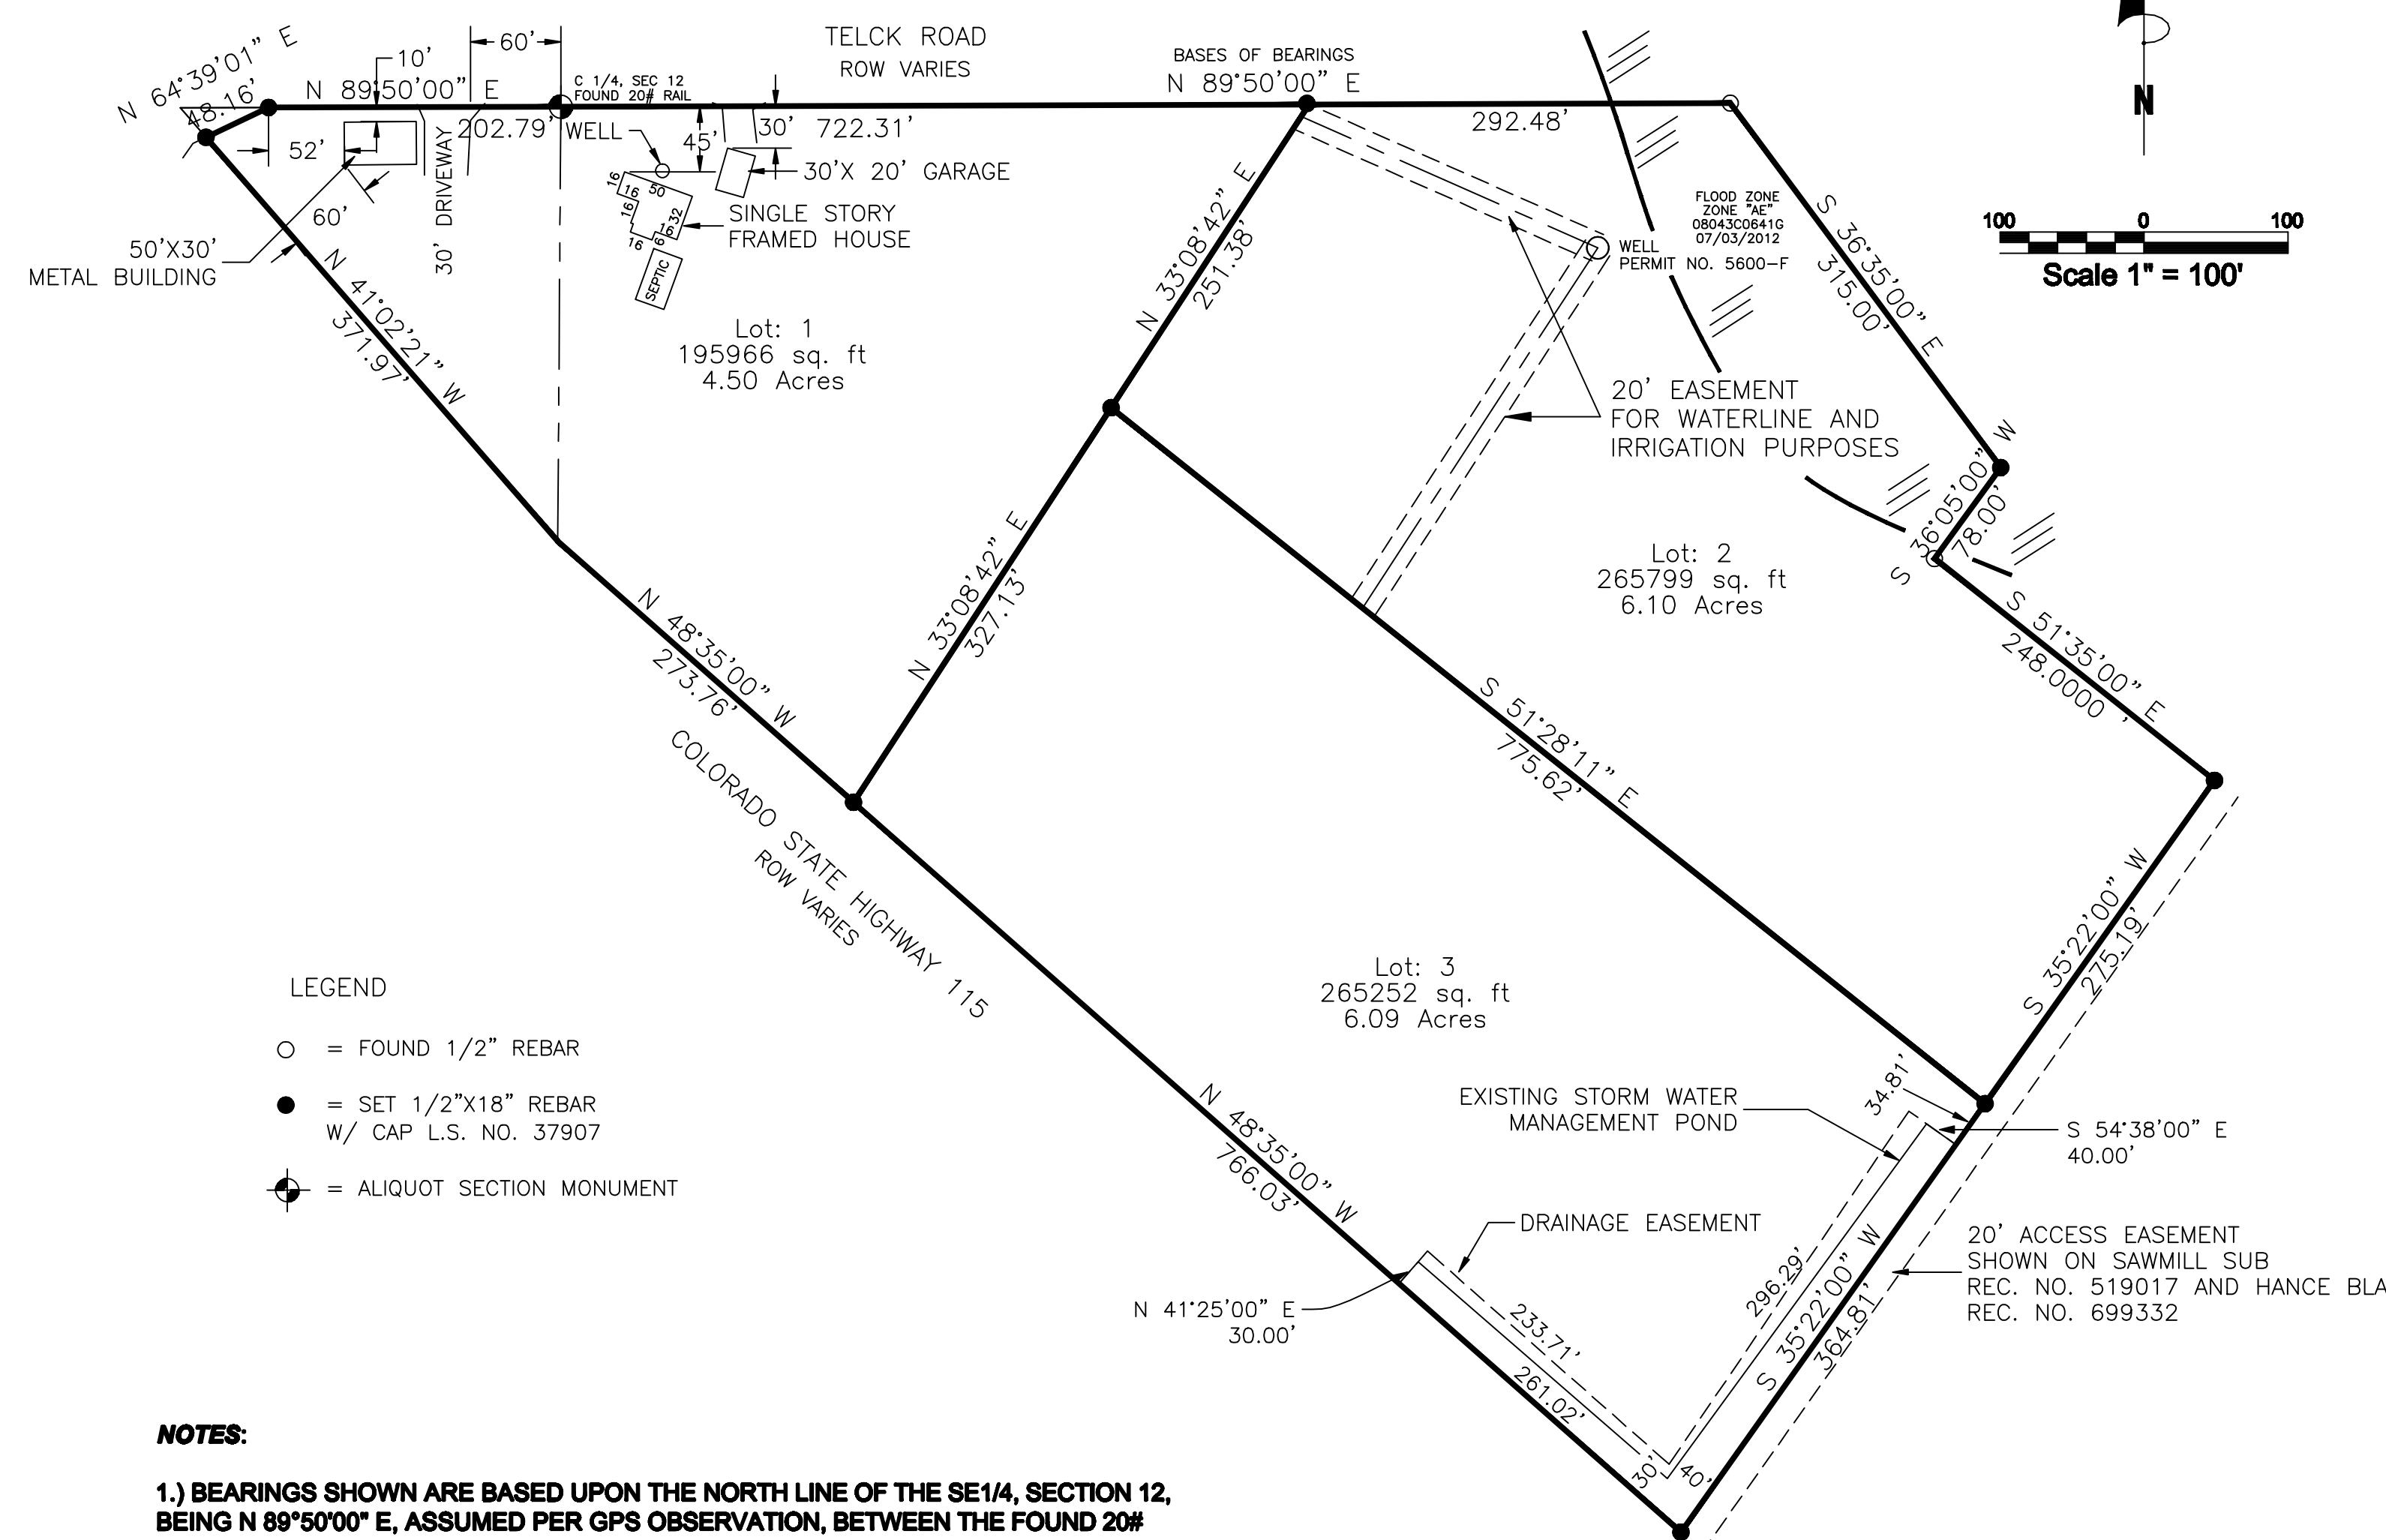 N 64°39'01" E
48.16'
10'
60'
N 89°50'00" E
202.79'
TELCK ROAD
ROW VARIES
C 1/4, SEC 12
FOUND 20# RAIL
BASES OF BEARINGS
N 89°50'00" E
722.31'
292.48'
N
52'
WELL
45'
30'
30'X 20' GARAGE
30' DRIVEWAY
60'
50'X30'
METAL BUILDING
16
16
50
16
16
32
16
6
SINGLE STORY
FRAMED HOUSE
SEPTIC
Lot: 1
195966 sq. ft
4.50 Acres
N 41°02'21" W
371.97'
N 33°08'42" E
251.38'
FLOOD ZONE
ZONE "AE"
08043C0641G
07/03/2012
WELL
PERMIT NO. 5600-F
S 36°35'00" E
315.00'
100 0 100
Scale 1" = 100'
20' EASEMENT
FOR WATERLINE AND
IRRIGATION PURPOSES
S 36°05'00" W
78.00'
Lot: 2
265799 sq. ft
6.10 Acres
S 51°35'00" E
248.0000 '
N 33°08'42" E
327.13'
N 48°35'00" W
273.76'
COLORADO STATE HIGHWAY 115
ROW VARIES
S 51°28'11" E
775.62'
S 35°22'00" W
275.19'
Lot: 3
265252 sq. ft
6.09 Acres
LEGEND
= FOUND 1/2" REBAR
= SET 1/2"X18" REBAR
W/ CAP L.S. NO. 37907
= ALIQUOT SECTION MONUMENT
N 48°35'00" W
766.03'
EXISTING STORM WATER
MANAGEMENT POND
34.81'
S 54°38'00" E
40.00'
DRAINAGE EASEMENT
20' ACCESS EASEMENT
SHOWN ON SAWMILL SUB
REC. NO. 519017 AND HANCE BLA
REC. NO. 699332
N 41°25'00" E
30.00'
233.71'
261.02'
296.29'
S 35°22'00" W
364.81'
30'
40'
NOTES:
1.) BEARINGS SHOWN ARE BASED UPON THE NORTH LINE OF THE SE1/4, SECTION 12,
BEING N 89°50'00" E, ASSUMED PER GPS OBSERVATION, BETWEEN THE FOUND 20#